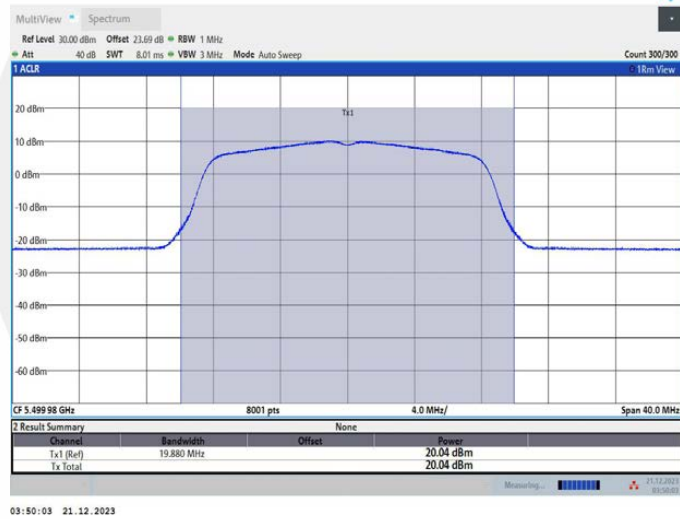 MultiView Spectrum
Ref Level 30.00 dBm Offset 23.69 dB RBW 1 MHz
Att 40 dB SWT 8.01 ms VBW 3 MHz Mode Auto Sweep Count 300/300
1 ACLR 1Rm View
20 dBm
Tx1
10 dBm
0 dBm
-10 dBm
-20 dBm
-30 dBm
-40 dBm
-50 dBm
-60 dBm
CF 5.499 98 GHz 8001 pts 4.0 MHz/ Span 40.0 MHz
2 Result Summary None
Channel Bandwidth Offset Power
Tx1 (Ref) 19.880 MHz 20.04 dBm
Tx Total 20.04 dBm
Measuring... 21.12.2023
03:50:03
03:50:03 21.12.2023